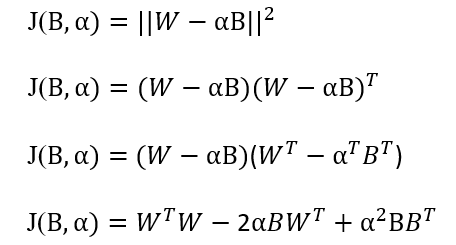 J(B, α) = ||W − αB||²
J(B, α) = (W − αB)(W − αB)ᵀ
J(B, α) = (W − αB)(Wᵀ − αᵀBᵀ)
J(B, α) = WᵀW − 2αBWᵀ + α²BBᵀ